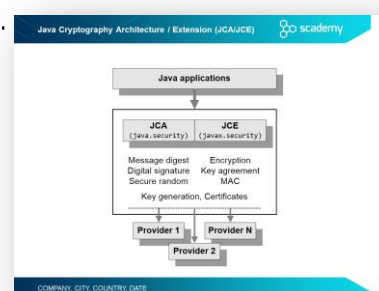 Java Cryptography Architecture / Extension (JCA/JCE)
scademy
Java applications
JCA
(java.security)
JCE
(javax.security)
Message digest
Digital signature
Secure random
Encryption
Key agreement
MAC
Key generation, Certificates
Provider 1
Provider N
Provider 2
COMPANY, CITY, COUNTRY, DATE